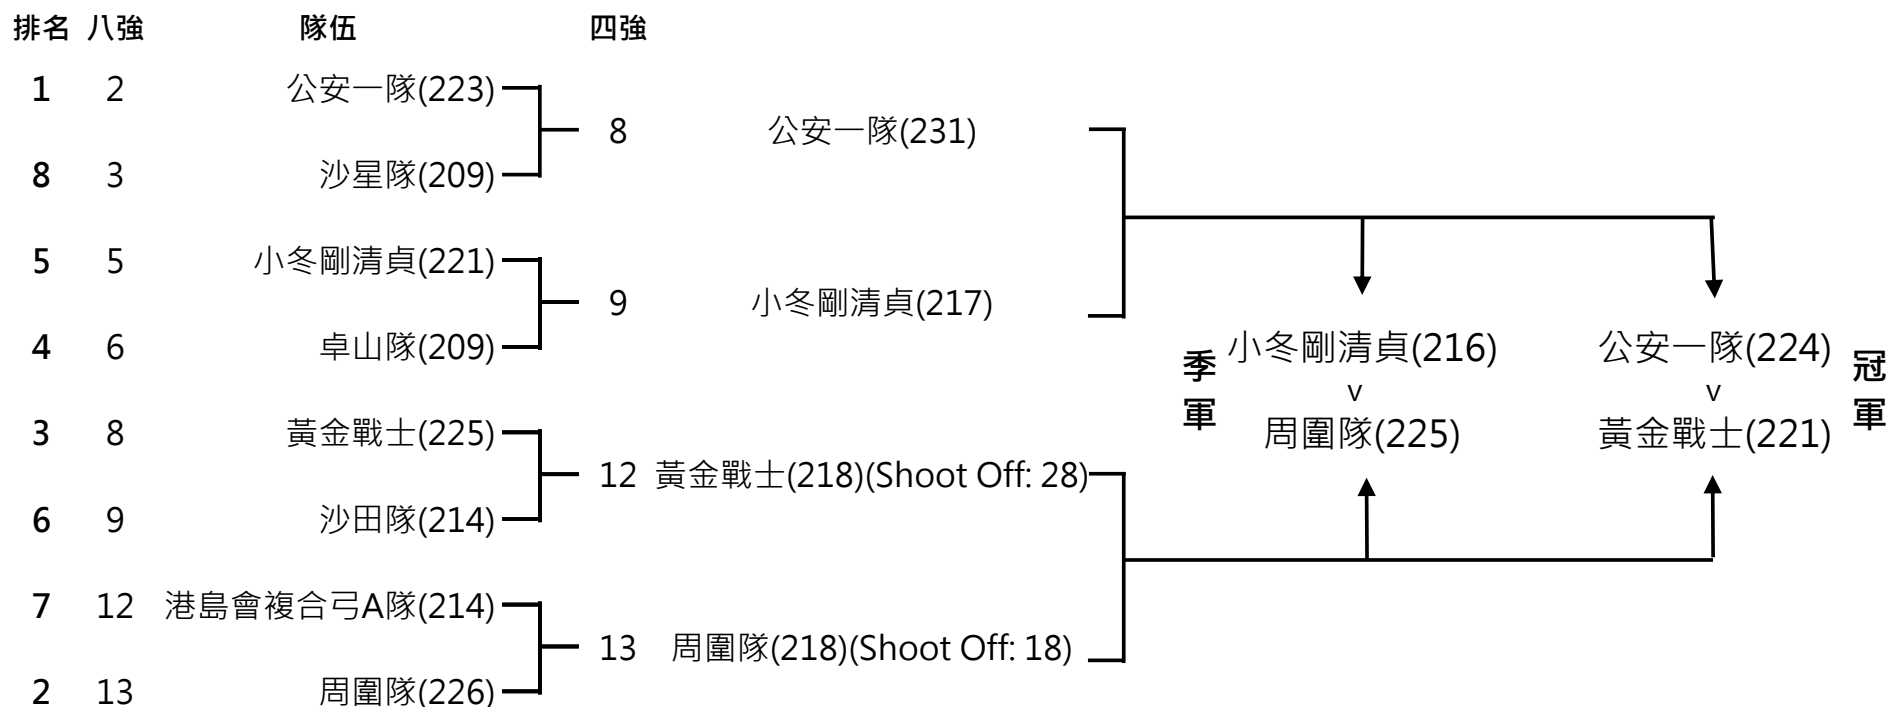 排名 八強 隊伍 四強
1 2 公安一隊(223)
8 公安一隊(231)
8 3 沙星隊(209)
5 5 小冬剛清貞(221)
9 小冬剛清貞(217)
4 6 卓山隊(209)
季軍
小冬剛清貞(216)
v
周圍隊(225)
公安一隊(224)
v
黃金戰士(221)
冠軍
3 8 黃金戰士(225)
12 黃金戰士(218)(Shoot Off: 28)
6 9 沙田隊(214)
7 12 港島會複合弓A隊(214)
13 周圍隊(218)(Shoot Off: 18)
2 13 周圍隊(226)